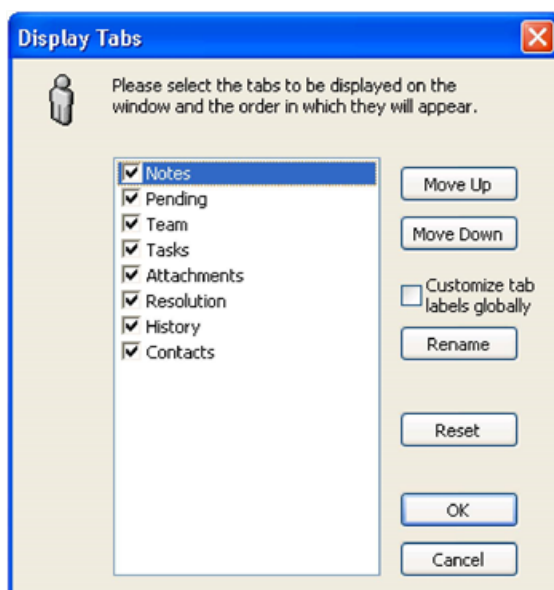 Display Tabs
Please select the tabs to be displayed on the
window and the order in which they will appear.
Notes
Pending
Team
Tasks
Attachments
Resolution
History
Contacts
Move Up
Move Down
Customize tab
labels globally
Rename
Reset
OK
Cancel